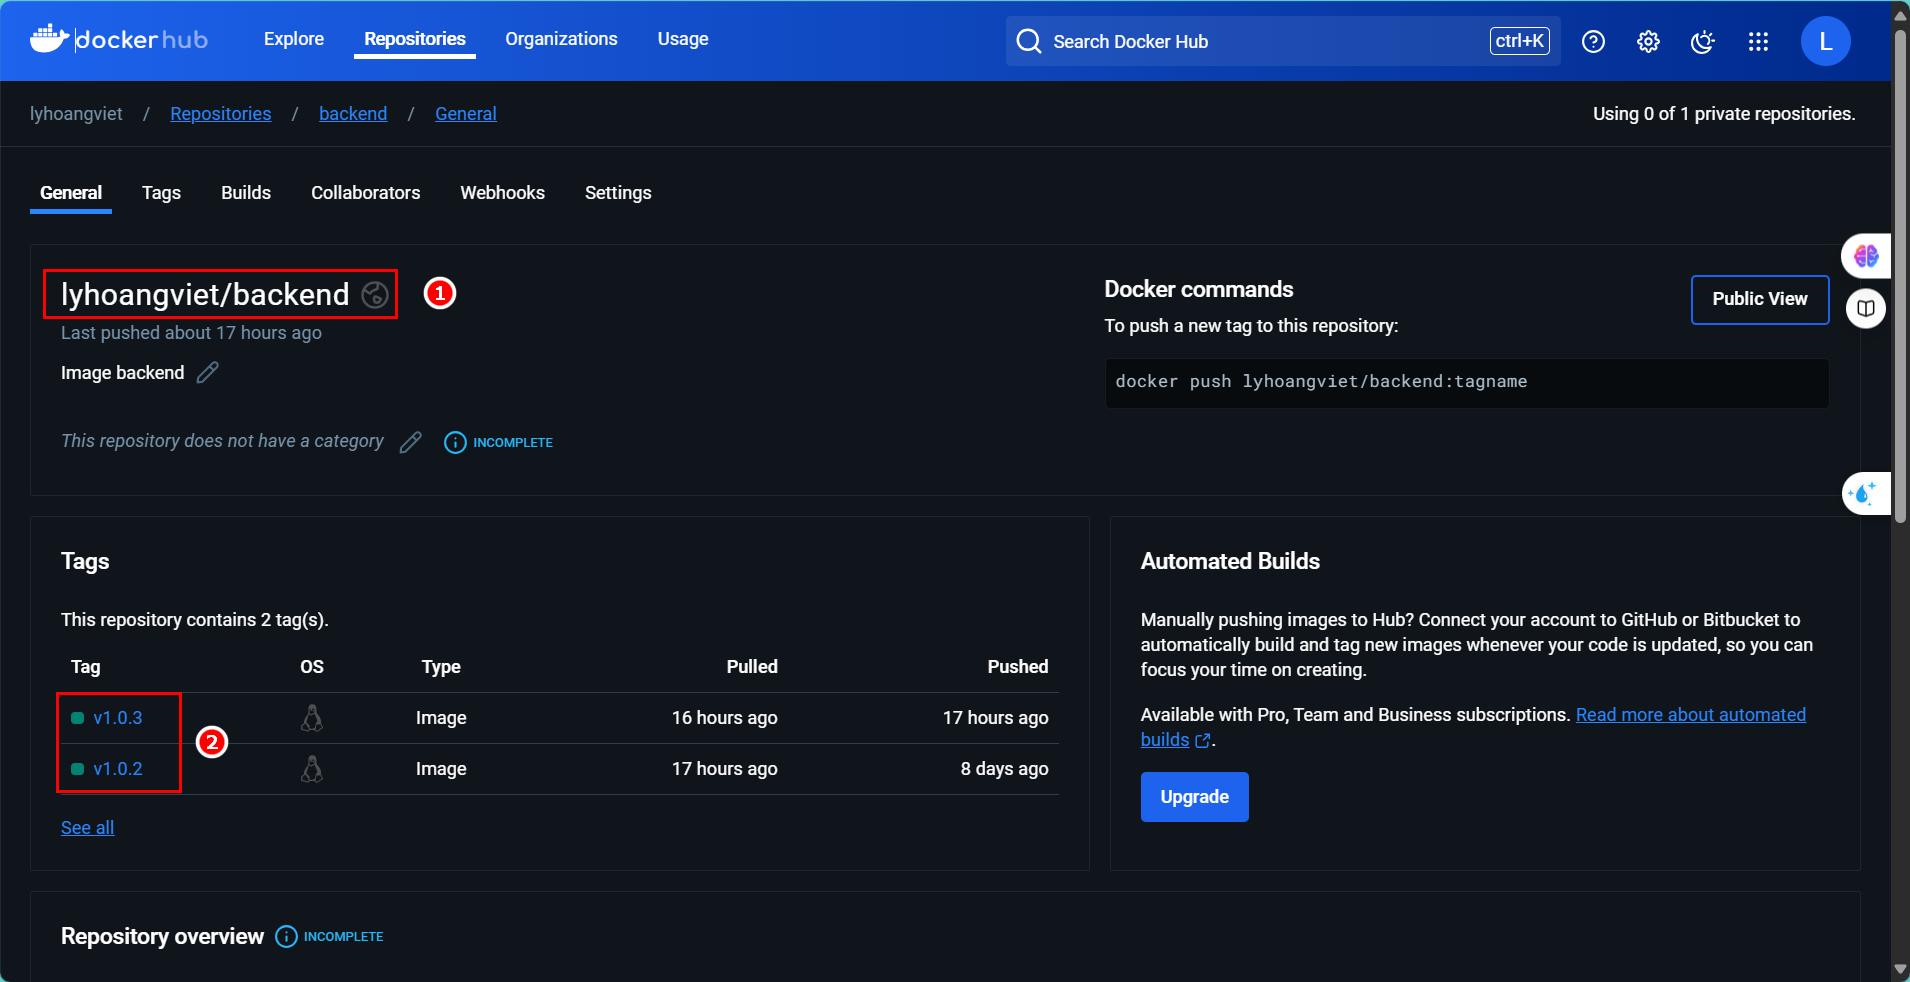 docker hub
Explore
Repositories
Organizations
Usage
Search Docker Hub
ctrl+K
L
lyhoangviet / Repositories / backend / General
Using 0 of 1 private repositories.
General
Tags
Builds
Collaborators
Webhooks
Settings
lyhoangviet/backend
1
Last pushed about 17 hours ago
Image backend
This repository does not have a category
INCOMPLETE
Docker commands
Public View
To push a new tag to this repository:
docker push lyhoangviet/backend:tagname
Tags
This repository contains 2 tag(s).
Tag OS Type Pulled Pushed
v1.0.3 Image 16 hours ago 17 hours ago
2
v1.0.2 Image 17 hours ago 8 days ago
See all
Automated Builds
Manually pushing images to Hub? Connect your account to GitHub or Bitbucket to
automatically build and tag new images whenever your code is updated, so you can
focus your time on creating.
Available with Pro, Team and Business subscriptions. Read more about automated
builds.
Upgrade
Repository overview
INCOMPLETE